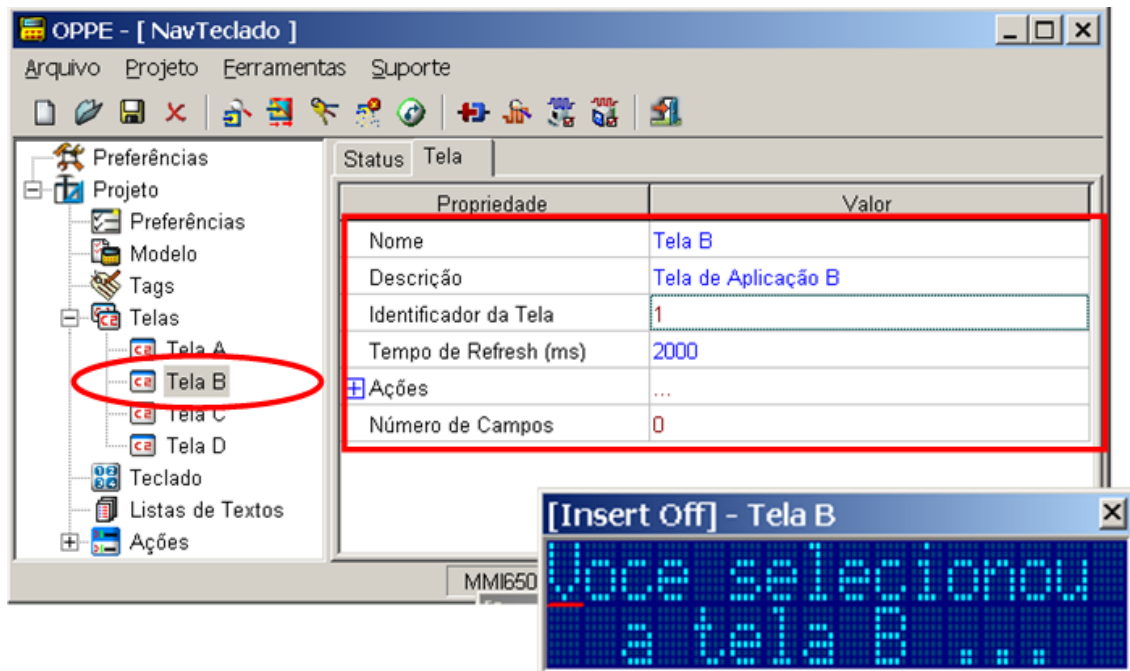 OPPE - [ NavTeclado ]
Arquivo Projeto Ferramentas Suporte
Preferências
Projeto
Preferências
Modelo
Tags
Telas
Tela A
Tela B
Tela C
Tela D
Teclado
Listas de Textos
Ações
Status Tela
Propriedade Valor
Nome Tela B
Descrição Tela de Aplicação B
Identificador da Tela 1
Tempo de Refresh (ms) 2000
Ações ...
Número de Campos 0
MMI650
[Insert Off] - Tela B
Voce selecionou
a tela B ...